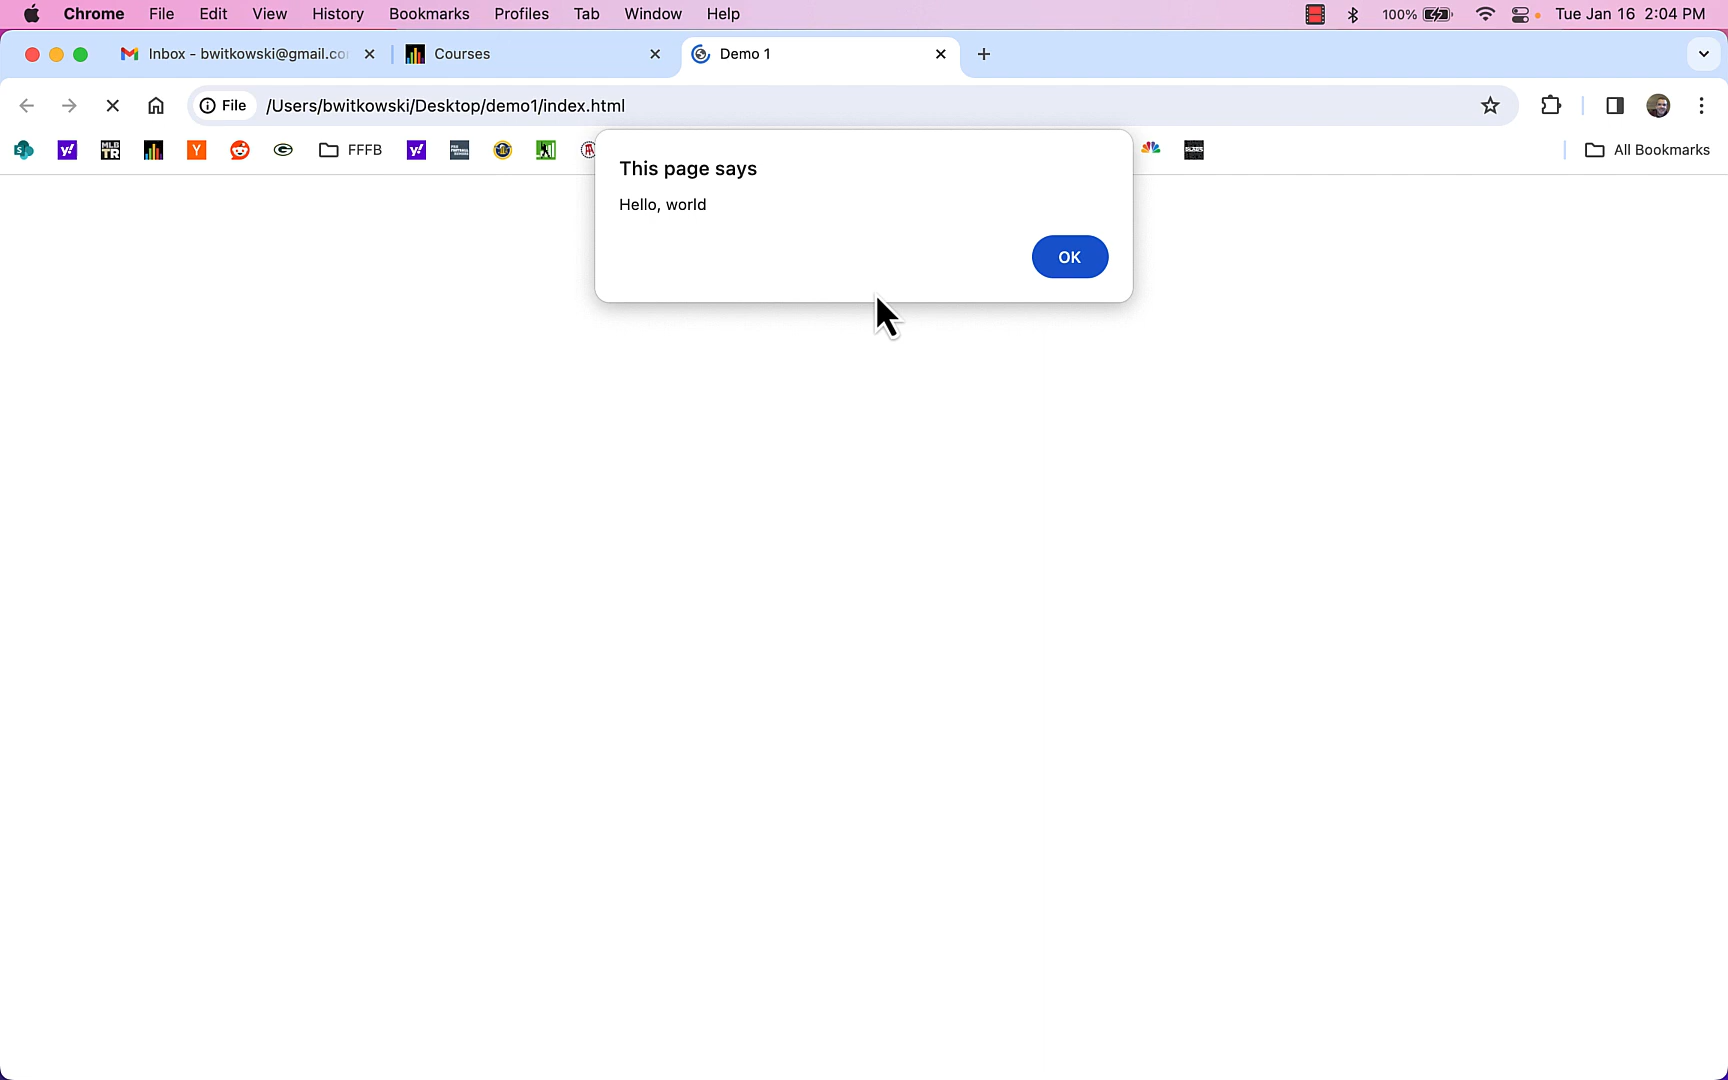 Chrome File Edit View History Bookmarks Profiles Tab Window Help 100% Tue Jan 16 2:04 PM
Inbox - bwitkowski@gmail.co Courses Demo 1
File /Users/bwitkowski/Desktop/demo1/index.html
y! MLB TR Y FFFB y! All Bookmarks
This page says
Hello, world
OK